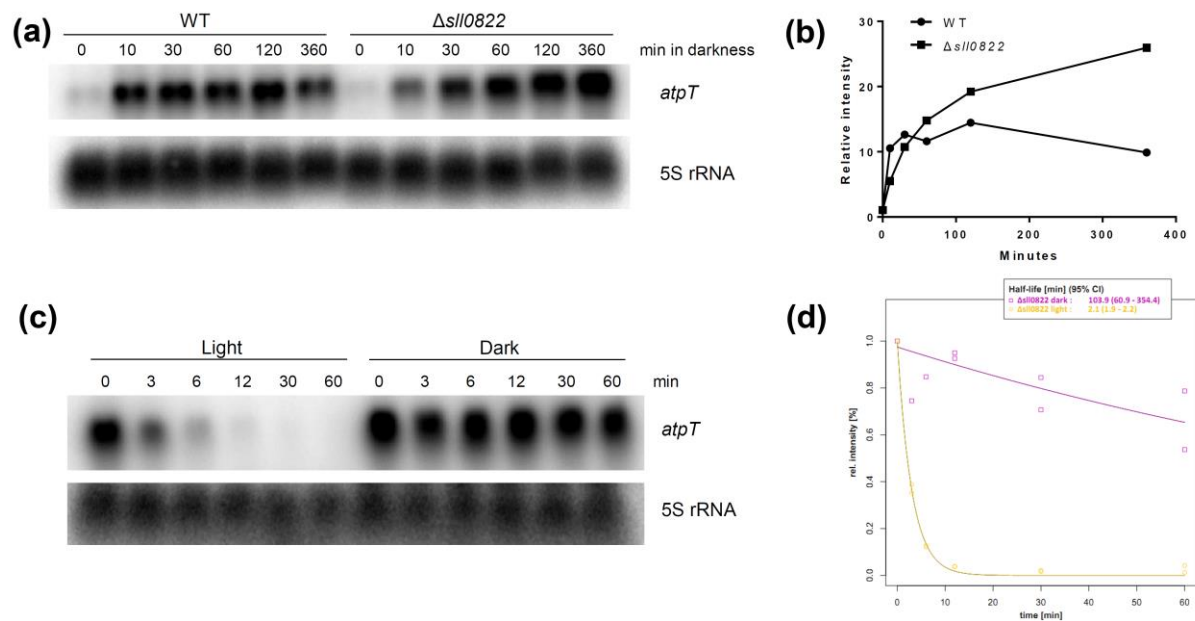 (a)
WT Δsll0822
0 10 30 60 120 360 0 10 30 60 120 360 min in darkness
atpT
5S rRNA
(b)
WT
Δsll0822
30
20
10
0
Relative intensity
0 100 200 300 400
Minutes
(c)
Light Dark
0 3 6 12 30 60 0 3 6 12 30 60 min
atpT
5S rRNA
(d)
Half-life [min] (95% CI)
Δsll0822 dark : 103.9 (60.9 - 354.4)
Δsll0822 light : 2.1 (1.9 - 2.2)
1.0
0.8
0.6
0.4
0.2
0.0
rel. intensity [%]
0 10 20 30 40 50 60
time [min]